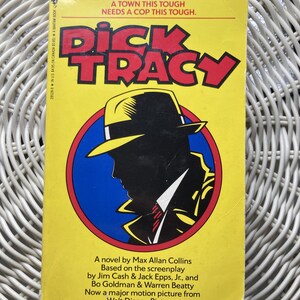 A TOWN THIS TOUGH
NEEDS A COP THIS TOUGH.
DICK
TRACY
A novel by Max Allan Collins
Based on the screenplay
by Jim Cash & Jack Epps, Jr., and
Bo Goldman & Warren Beatty
Now a major motion picture from